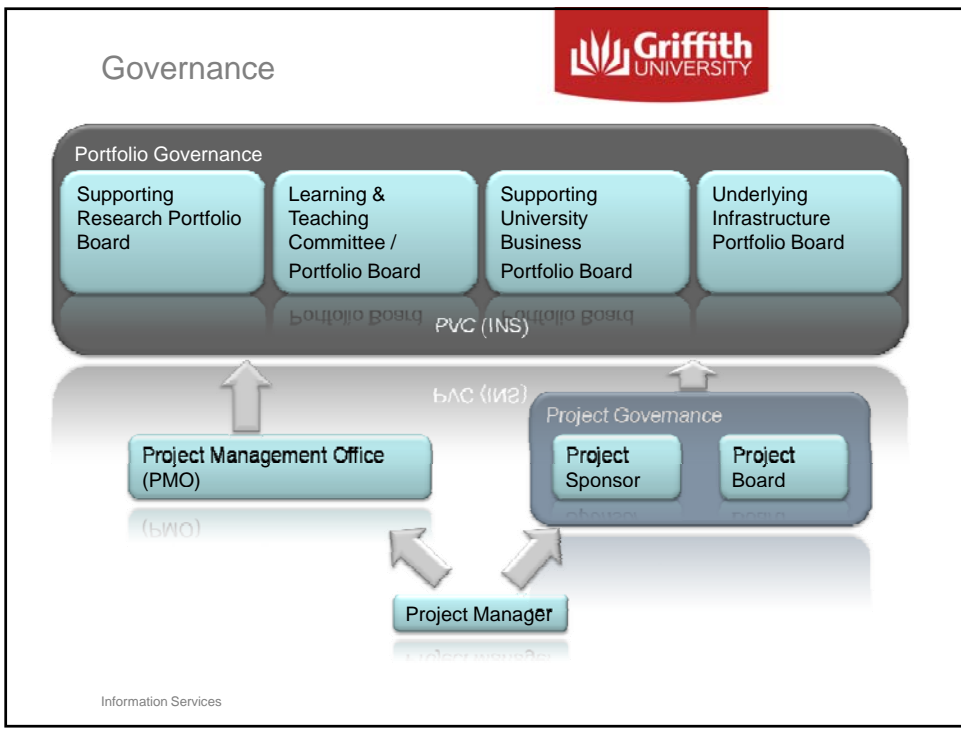 Governance
Griffith
UNIVERSITY
Portfolio Governance
Supporting
Research Portfolio
Board
Learning &
Teaching
Committee /
Portfolio Board
Supporting
University
Business
Portfolio Board
Underlying
Infrastructure
Portfolio Board
PVC (INS)
Project Management Office
(PMO)
Project Governance
Project
Sponsor
Project
Board
Project Manager
Information Services